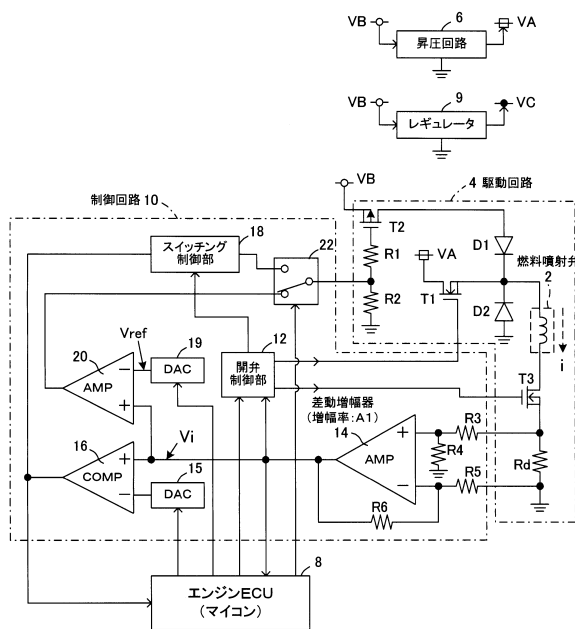 VB
6
VA
昇圧回路
VB
9
VC
レギュレータ
制御回路 10
VB
4 駆動回路
18
スイッチング
制御部
22
T2
R1
R2
VA
T1
D1
D2
燃料噴射弁
2
i
Vref
19
DAC
20
AMP
12
開弁
制御部
T3
差動増幅器
(増幅率:A1)
14
AMP
R3
R4
R5
R6
Rd
16
COMP
Vi
15
DAC
8
エンジンECU
(マイコン)